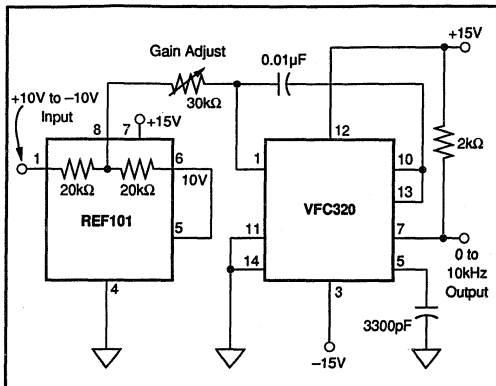 +15V
Gain Adjust
0.01µF
+10V to –10V
Input
30kΩ
8
7
+15V
12
2kΩ
1
6
20kΩ
20kΩ
10V
REF101
5
4
1
10
13
VFC320
11
7
14
5
0 to
10kHz
Output
3
3300pF
–15V